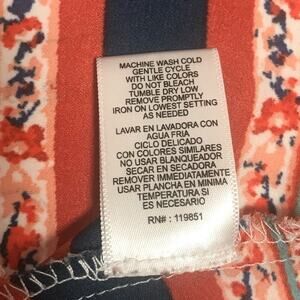 MACHINE WASH COLD
GENTLE CYCLE
WITH LIKE COLORS
DO NOT BLEACH
TUMBLE DRY LOW
REMOVE PROMPTLY
IRON ON LOWEST SETTING
AS NEEDED
LAVAR EN LAVADORA CON
AGUA FRIA
CICLO DELICADO
CON COLORES SIMILARES
NO USAR BLANQUEADOR
SECAR EN SECADORA
REMOVER IMMEDIATAMENTE
USAR PLANCHA EN MINIMA
TEMPERATURA SI
ES NECESARIO
RN# : 119851